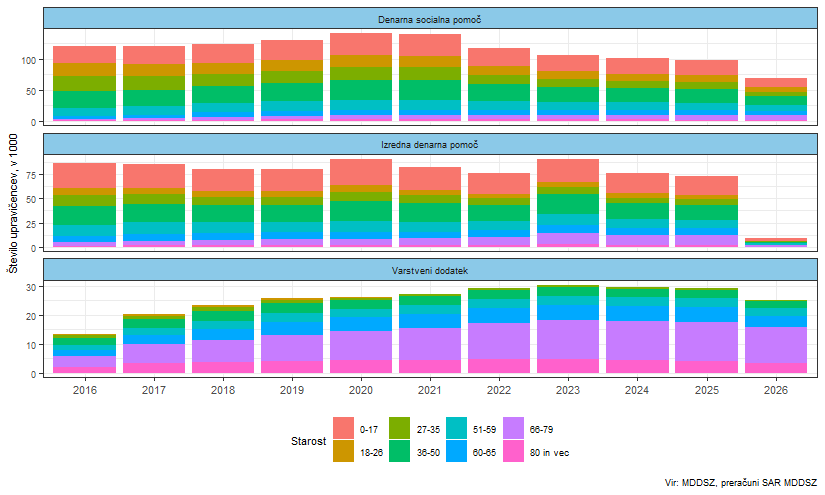 Denarna socialna pomoč
100
50
0
Izredna denarna pomoč
75
50
25
0
Varstveni dodatek
30
20
10
0
Število upravičencev, v 1000
2016 2017 2018 2019 2020 2021 2022 2023 2024 2025 2026
Starost
0-17 27-35 51-59 66-79
18-26 36-50 60-65 80 in vec
Vir: MDDSZ, preračuni SAR MDDSZ